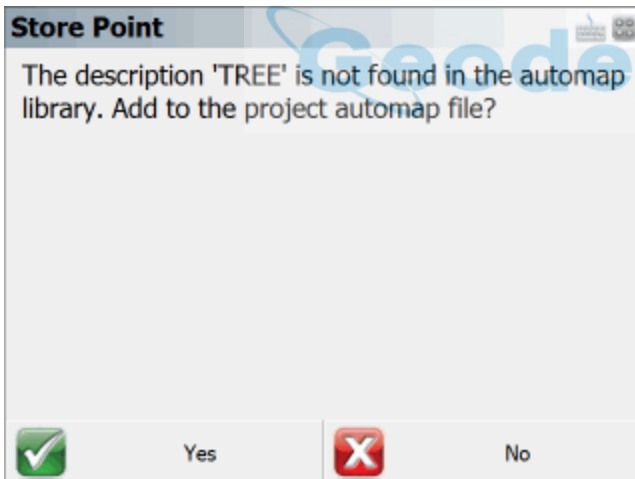 Store Point
Geode
The description 'TREE' is not found in the automap
library. Add to the project automap file?
Yes
No